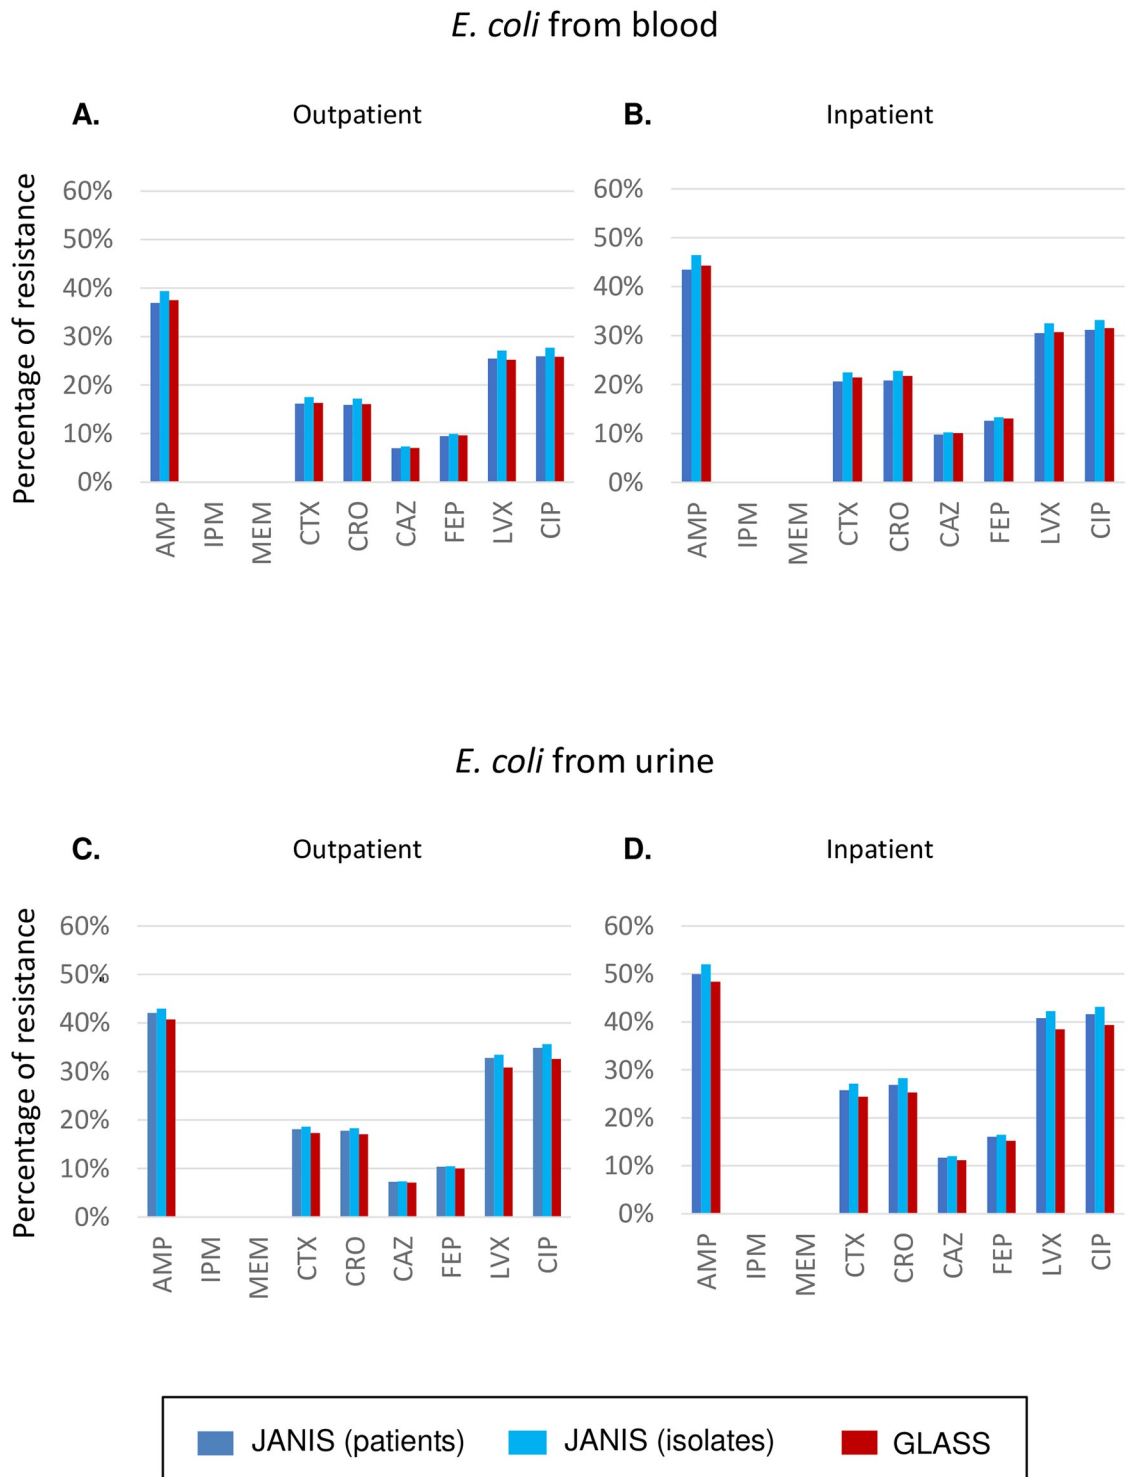 E. coli from blood
A. Outpatient
B. Inpatient
Percentage of resistance
60%
50%
40%
30%
20%
10%
0%
AMP IPM MEM CTX CRO CAZ FEP LVX CIP
60%
50%
40%
30%
20%
10%
0%
AMP IPM MEM CTX CRO CAZ FEP LVX CIP
E. coli from urine
C. Outpatient
D. Inpatient
Percentage of resistance
60%
50%
40%
30%
20%
10%
0%
AMP IPM MEM CTX CRO CAZ FEP LVX CIP
60%
50%
40%
30%
20%
10%
0%
AMP IPM MEM CTX CRO CAZ FEP LVX CIP
JANIS (patients) JANIS (isolates) GLASS